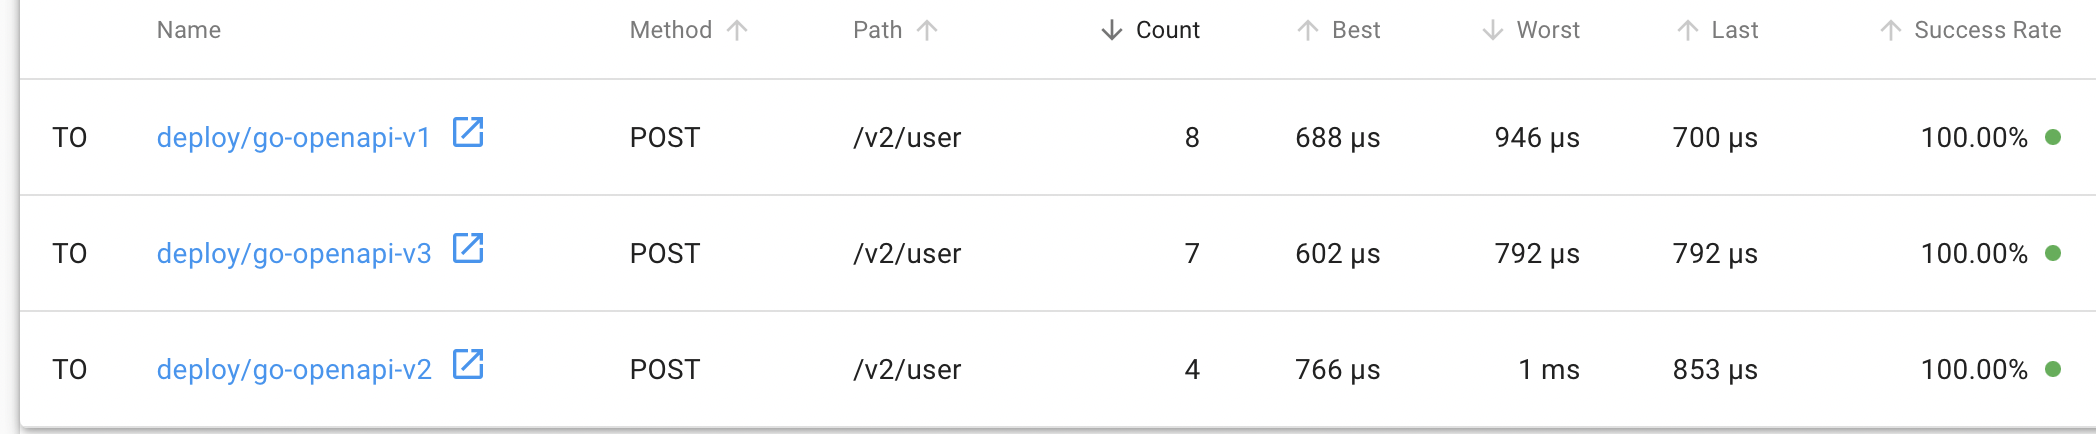 Name Method Path Count Best Worst Last Success Rate
TO deploy/go-openapi-v1 POST /v2/user 8 688 µs 946 µs 700 µs 100.00%
TO deploy/go-openapi-v3 POST /v2/user 7 602 µs 792 µs 792 µs 100.00%
TO deploy/go-openapi-v2 POST /v2/user 4 766 µs 1 ms 853 µs 100.00%